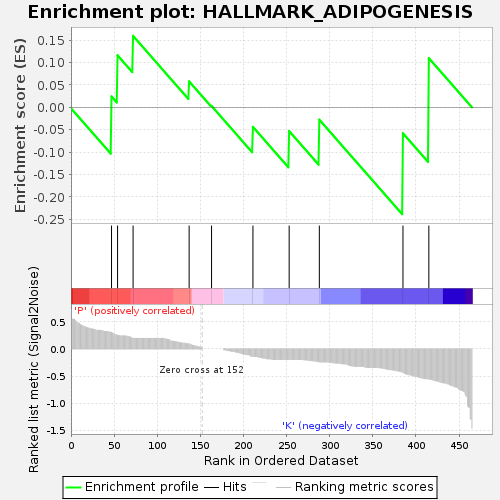 Enrichment plot: HALLMARK_ADIPOGENESIS
Enrichment score (ES)
0.15
0.10
0.05
0.00
-0.05
-0.10
-0.15
-0.20
-0.25
'P' (positively correlated)
Ranked list metric (Signal2Noise)
0.5
0.0
-0.5
-1.0
-1.5
Zero cross at 152
'K' (negatively correlated)
0 50 100 150 200 250 300 350 400 450
Rank in Ordered Dataset
Enrichment profile Hits Ranking metric scores